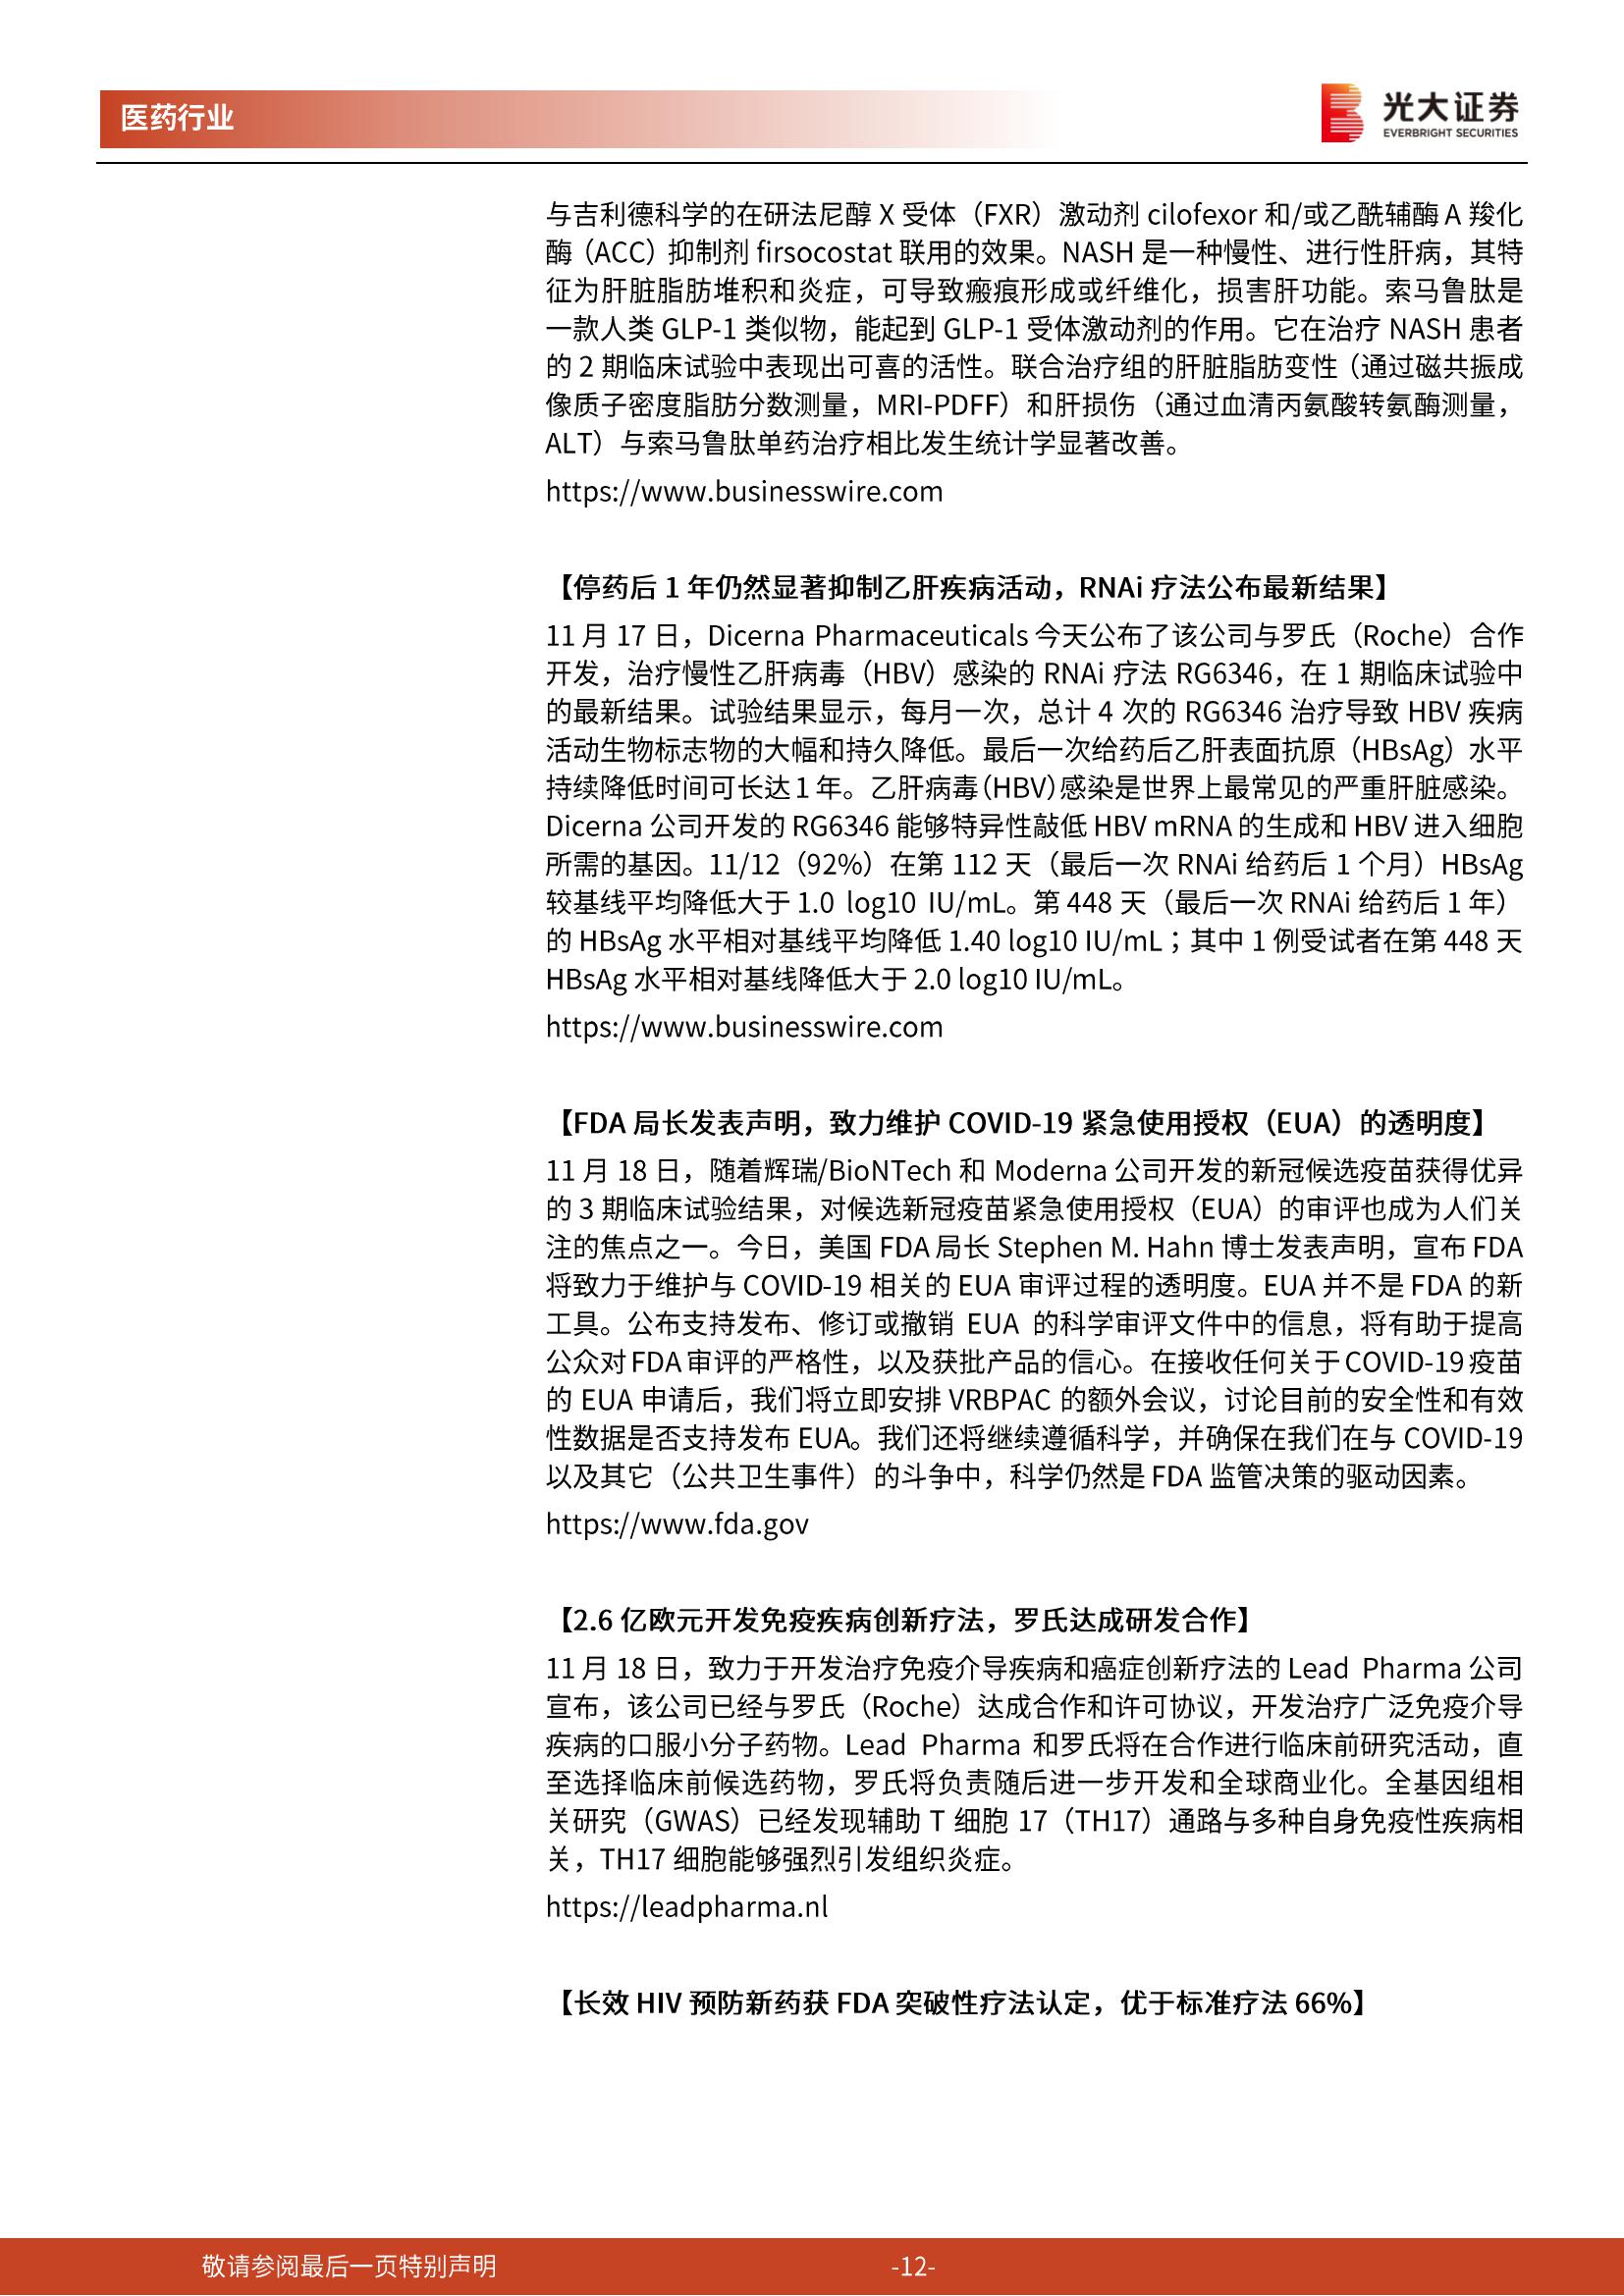 医药行业
光大证券
EVERBRIGHT SECURITIES
与吉利德科学的在研法尼醇 X 受体（FXR）激动剂 cilofexor 和/或乙酰辅酶 A 羧化
酶（ACC）抑制剂 firsocostat 联用的效果。NASH 是一种慢性、进行性肝病，其特
征为肝脏脂肪堆积和炎症，可导致瘢痕形成或纤维化，损害肝功能。索马鲁肽是
一款人类 GLP-1 类似物，能起到 GLP-1 受体激动剂的作用。它在治疗 NASH 患者
的 2 期临床试验中表现出可喜的活性。联合治疗组的肝脏脂肪变性（通过磁共振成
像质子密度脂肪分数测量，MRI-PDFF）和肝损伤（通过血清丙氨酸转氨酶测量，
ALT）与索马鲁肽单药治疗相比发生统计学显著改善。
https://www.businesswire.com
【停药后 1 年仍然显著抑制乙肝疾病活动，RNAi 疗法公布最新结果】
11 月 17 日，Dicerna Pharmaceuticals 今天公布了该公司与罗氏（Roche）合作
开发，治疗慢性乙肝病毒（HBV）感染的 RNAi 疗法 RG6346，在 1 期临床试验中
的最新结果。试验结果显示，每月一次，总计 4 次的 RG6346 治疗导致 HBV 疾病
活动生物标志物的大幅和持久降低。最后一次给药后乙肝表面抗原（HBsAg）水平
持续降低时间可长达 1 年。乙肝病毒（HBV）感染是世界上最常见的严重肝脏感染。
Dicerna 公司开发的 RG6346 能够特异性敲低 HBV mRNA 的生成和 HBV 进入细胞
所需的基因。11/12（92%）在第 112 天（最后一次 RNAi 给药后 1 个月）HBsAg
较基线平均降低大于 1.0 log10 IU/mL。第 448 天（最后一次 RNAi 给药后 1 年）
的 HBsAg 水平相对基线平均降低 1.40 log10 IU/mL；其中 1 例受试者在第 448 天
HBsAg 水平相对基线降低大于 2.0 log10 IU/mL。
https://www.businesswire.com
【FDA 局长发表声明，致力维护 COVID-19 紧急使用授权（EUA）的透明度】
11 月 18 日，随着辉瑞/BioNTech 和 Moderna 公司开发的新冠候选疫苗获得优异
的 3 期临床试验结果，对候选新冠疫苗紧急使用授权（EUA）的审评也成为人们关
注的焦点之一。今日，美国 FDA 局长 Stephen M. Hahn 博士发表声明，宣布 FDA
将致力于维护与 COVID-19 相关的 EUA 审评过程的透明度。EUA 并不是 FDA 的新
工具。公布支持发布、修订或撤销 EUA 的科学审评文件中的信息，将有助于提高
公众对 FDA 审评的严格性，以及获批产品的信心。在接收任何关于 COVID-19 疫苗
的 EUA 申请后，我们将立即安排 VRBPAC 的额外会议，讨论目前的安全性和有效
性数据是否支持发布 EUA。我们还将继续遵循科学，并确保在我们在与 COVID-19
以及其它（公共卫生事件）的斗争中，科学仍然是 FDA 监管决策的驱动因素。
https://www.fda.gov
【2.6 亿欧元开发免疫疾病创新疗法，罗氏达成研发合作】
11 月 18 日，致力于开发治疗免疫介导疾病和癌症创新疗法的 Lead Pharma 公司
宣布，该公司已经与罗氏（Roche）达成合作和许可协议，开发治疗广泛免疫介导
疾病的口服小分子药物。Lead Pharma 和罗氏将在合作进行临床前研究活动，直
至选择临床前候选药物，罗氏将负责随后进一步开发和全球商业化。全基因组相
关研究（GWAS）已经发现辅助 T 细胞 17（TH17）通路与多种自身免疫性疾病相
关，TH17 细胞能够强烈引发组织炎症。
https://leadpharma.nl
【长效 HIV 预防新药获 FDA 突破性疗法认定，优于标准疗法 66%】
敬请参阅最后一页特别声明
-12-